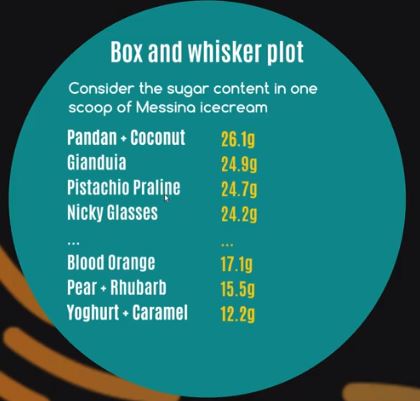 Box and whisker plot
Consider the sugar content in one
scoop of Messina icecream
Pandan + Coconut 26.1g
Gianduia 24.9g
Pistachio Praline 24.7g
Nicky Glasses 24.2g
... ...
Blood Orange 17.1g
Pear + Rhubarb 15.5g
Yoghurt + Caramel 12.2g